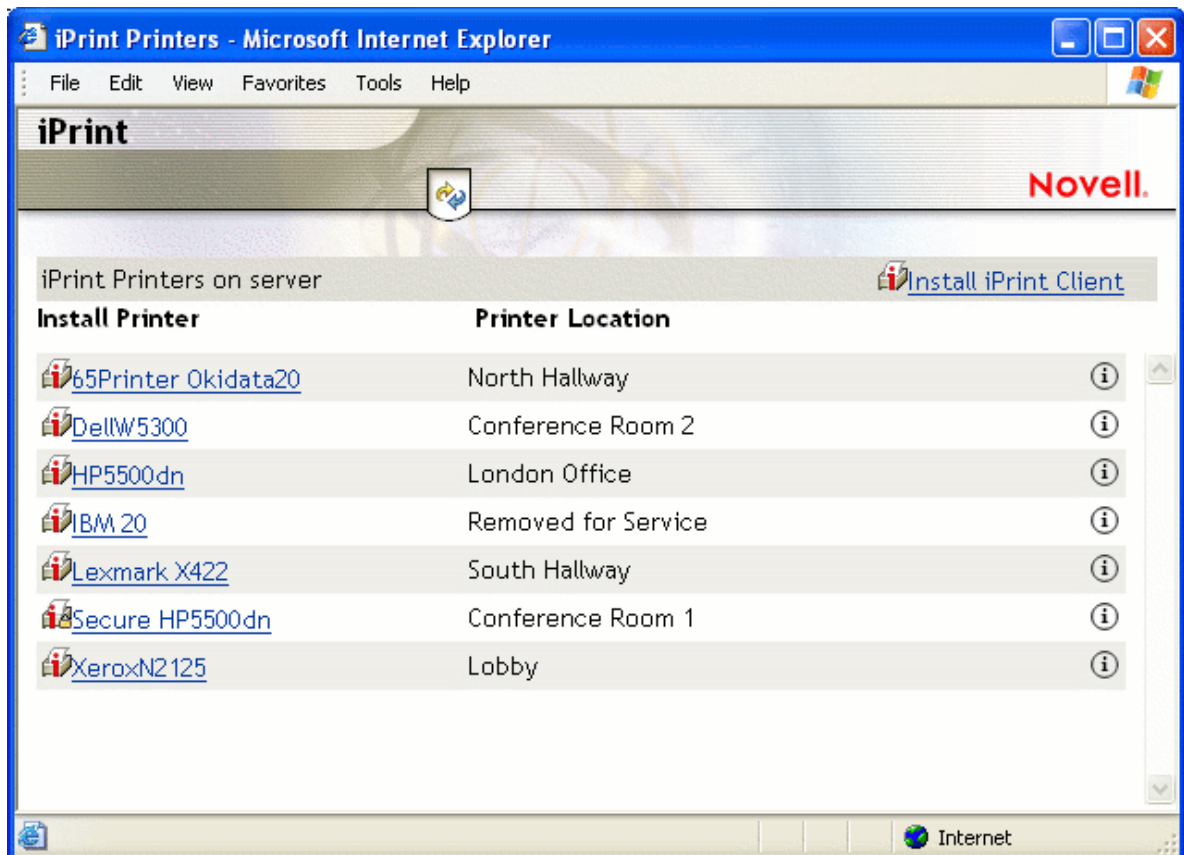 iPrint Printers - Microsoft Internet Explorer
File Edit View Favorites Tools Help
iPrint
Novell.
iPrint Printers on server Install iPrint Client
Install Printer Printer Location
65Printer Okidata20 North Hallway
DellW5300 Conference Room 2
HP5500dn London Office
IBM 20 Removed for Service
Lexmark X422 South Hallway
Secure HP5500dn Conference Room 1
XeroxN2125 Lobby
Internet